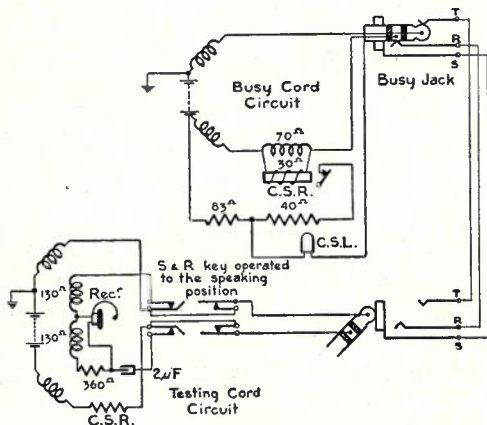 T
R
S
Busy Jack
Busy Cord
Circuit
70Ω
30Ω
C.S.R.
83Ω
40Ω
C.S.L.
S & R key operated
to the speaking
position
130Ω
Recr.
130Ω
360Ω
2μF
C.S.R.
Testing Cord
Circuit
T
R
S